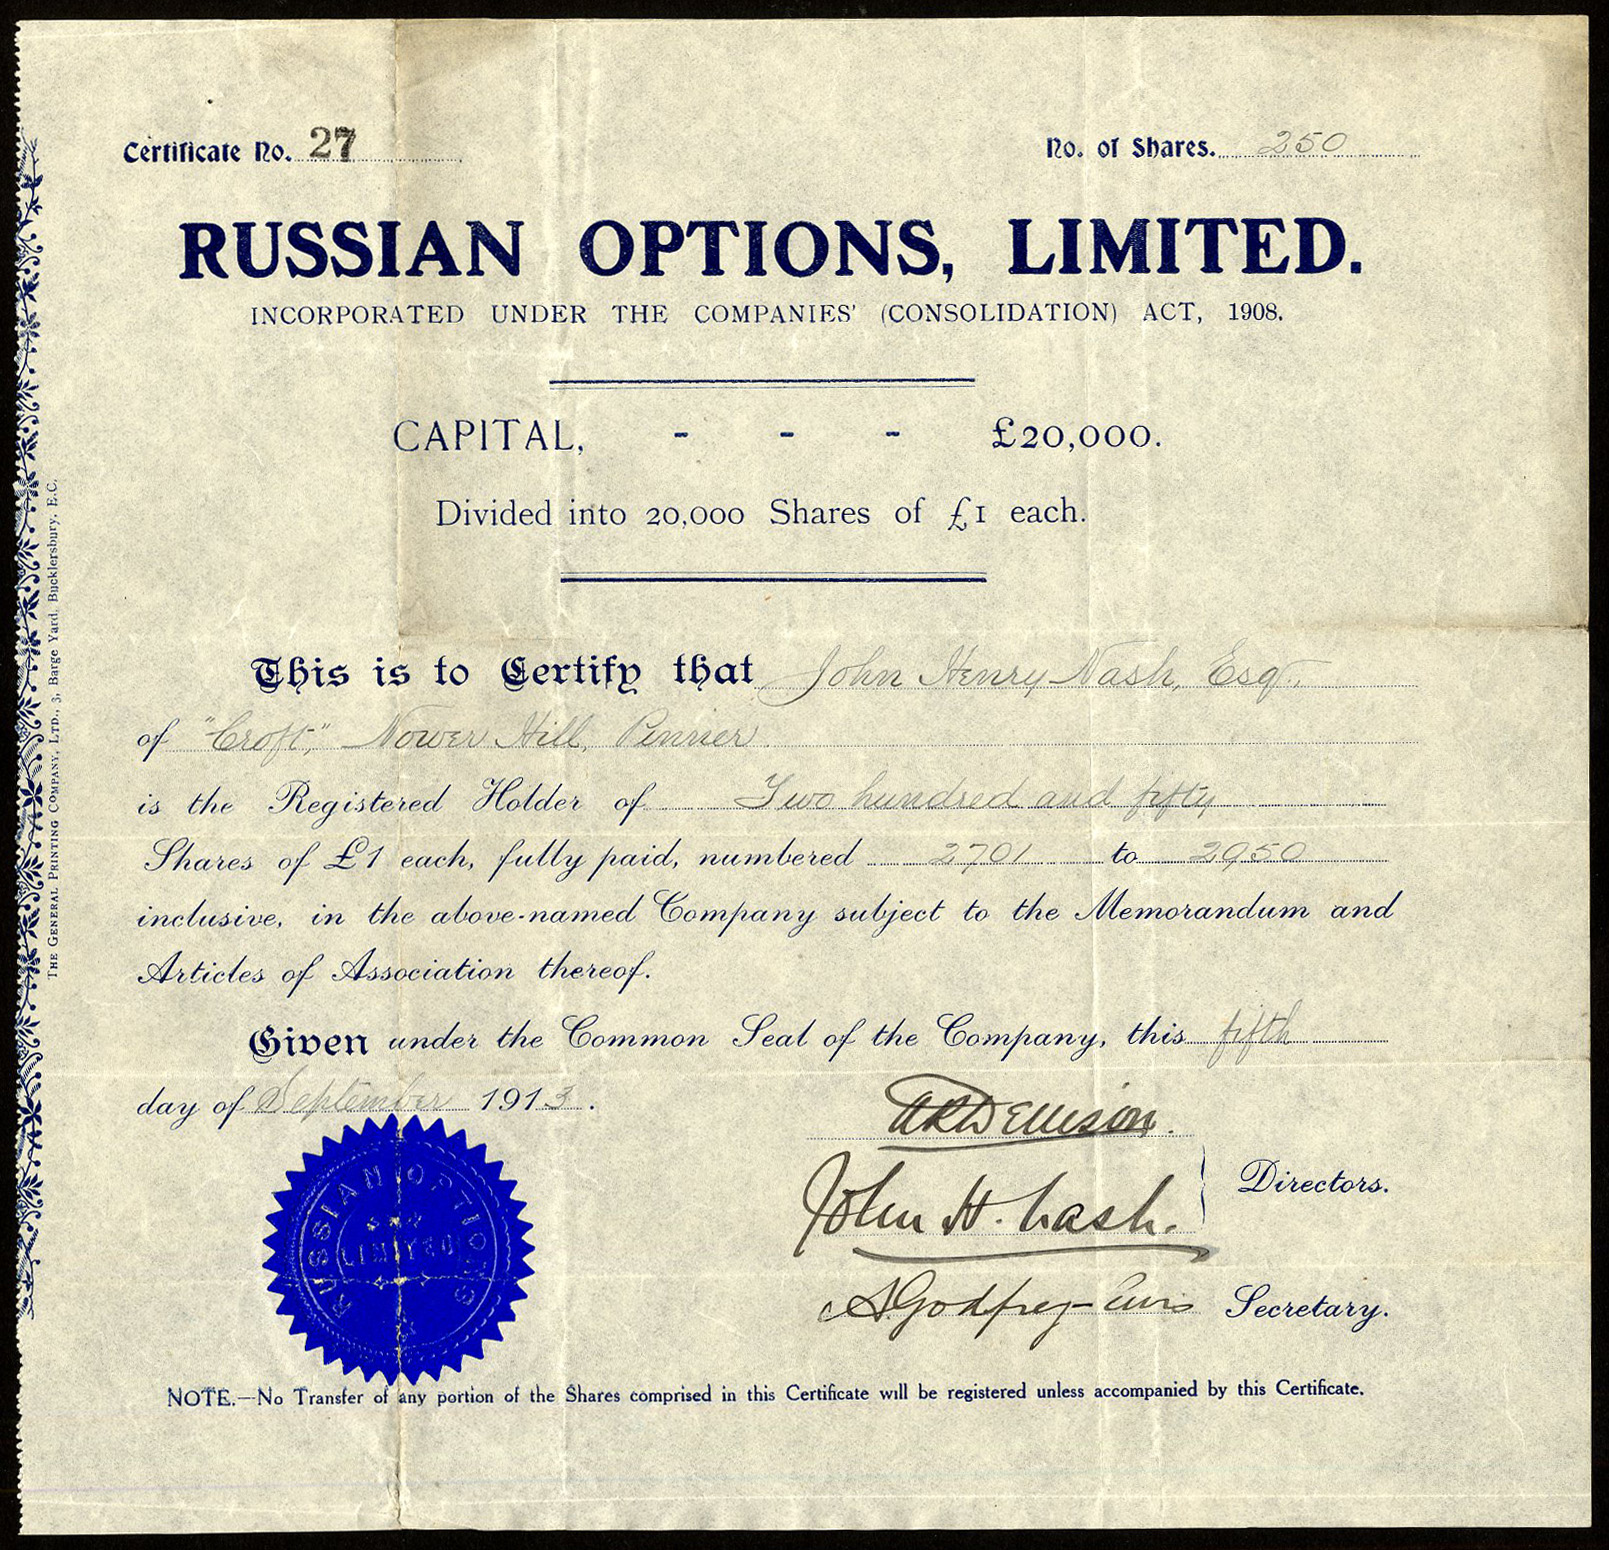 Certificate No. 27
No. of Shares. 250
RUSSIAN OPTIONS, LIMITED.
INCORPORATED UNDER THE COMPANIES' (CONSOLIDATION) ACT, 1908.
CAPITAL, - - - £20,000.
Divided into 20,000 Shares of £1 each.
This is to Certify that John Henry Nash, Esq.,
of "Croft," Nower Hill, Pinner.
is the Registered Holder of Two hundred and fifty
Shares of £1 each, fully paid, numbered 2701 to 2950
inclusive, in the above-named Company subject to the Memorandum and
Articles of Association thereof.
Given under the Common Seal of the Company, this fifth
day of September 1913.
John H. Nash.
Directors.
A. Godfrey Secretary.
RUSSIAN OPTIONS
LIMITED
NOTE.—No Transfer of any portion of the Shares comprised in this Certificate will be registered unless accompanied by this Certificate.
THE GENERAL PRINTING COMPANY, LTD., 3, Barge Yard, Bucklersbury, E.C.